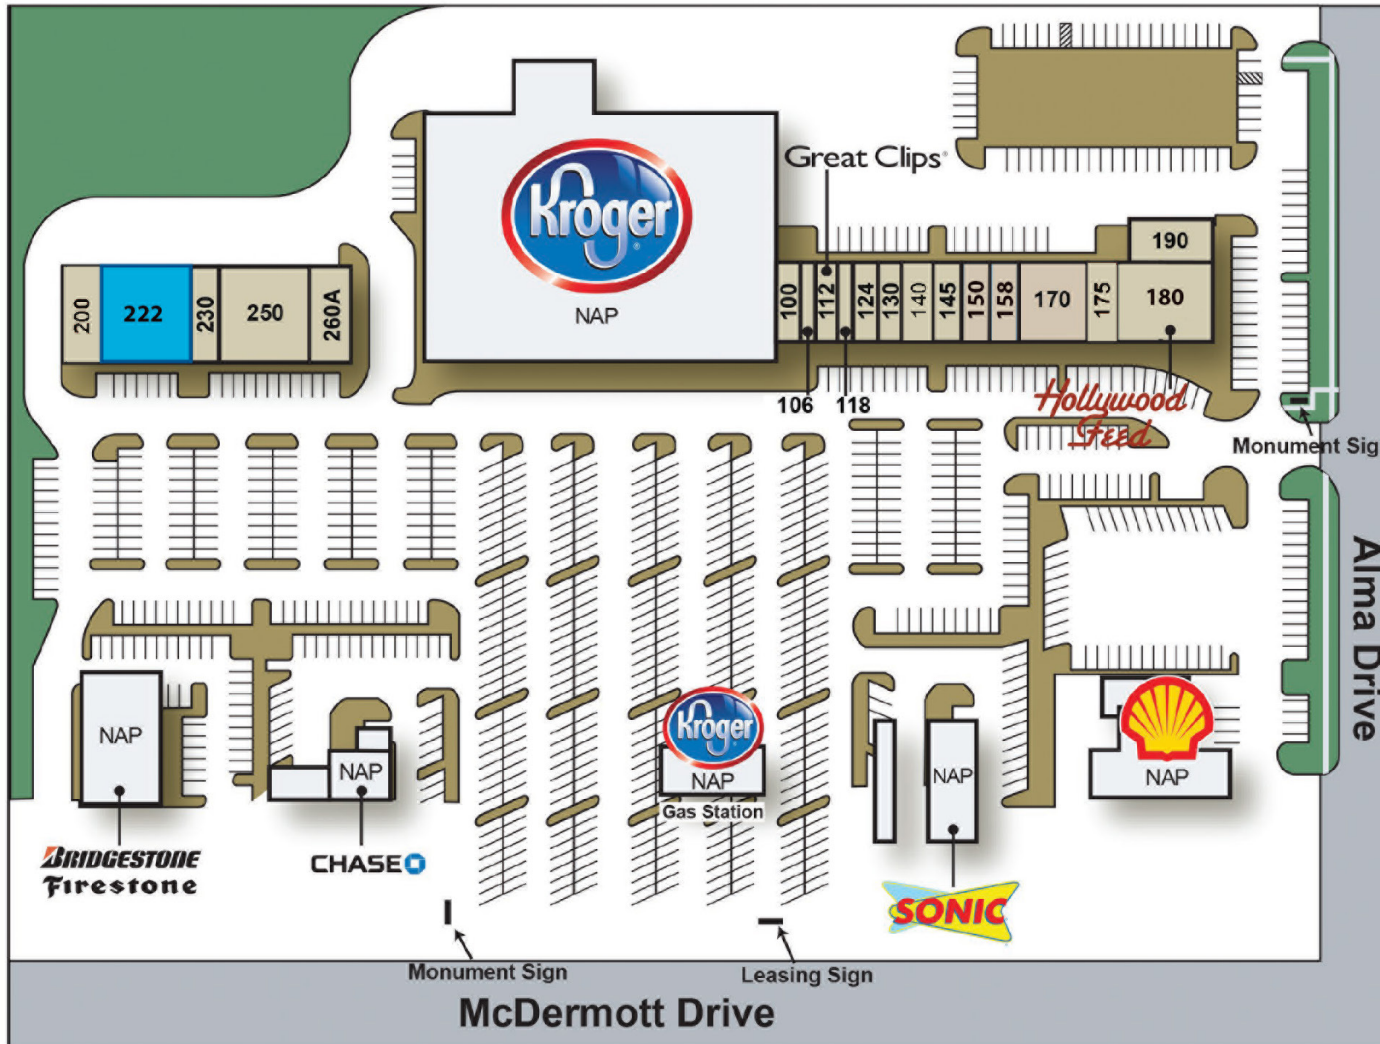 Great Clips®
Kroger
NAP
190
200
222
230
250
260A
100
112
124
130
140
145
150
158
170
175
180
106
118
Hollywood
Feed
Monument Sig
Alma Drive
NAP
NAP
Kroger
NAP
Gas Station
NAP
NAP
BRIDGESTONE
Firestone
CHASE
SONIC
Monument Sign
Leasing Sign
McDermott Drive